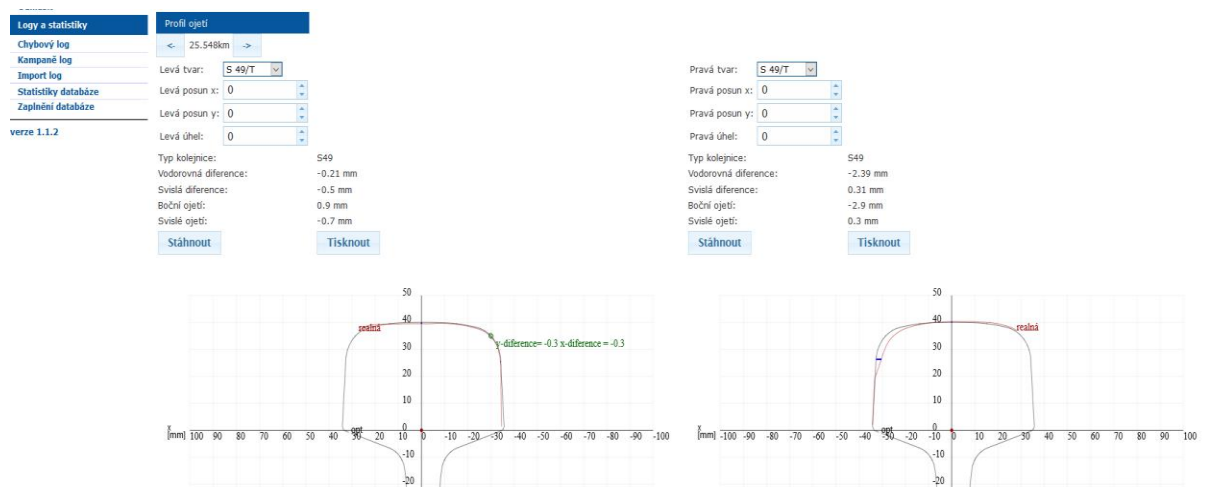 Logy a statistiky
Chybový log
Kampaně log
Import log
Statistiky databáze
Zaplnění databáze
verze 1.1.2
Profil ojetí
<- 25.548km ->
Levá tvar: S 49/T
Levá posun x: 0
Levá posun y: 0
Levá úhel: 0
Typ kolejnice: S49
Vodorovná diference: -0.21 mm
Svislá diference: -0.5 mm
Boční ojetí: 0.9 mm
Svislé ojetí: -0.7 mm
Stáhnout Tisknout
Pravá tvar: S 49/T
Pravá posun x: 0
Pravá posun y: 0
Pravá úhel: 0
Typ kolejnice: S49
Vodorovná diference: -2.39 mm
Svislá diference: 0.31 mm
Boční ojetí: -2.9 mm
Svislé ojetí: 0.3 mm
Stáhnout Tisknout
50
40
realná
y-diference= -0.3 x-diference = -0.3
30
20
10
0
opt
x
[mm] 100 90 80 70 60 50 40 30 20 10 0 -10 -20 -30 -40 -50 -60 -70 -80 -90 -100
-10
-20
50
40
realná
30
20
10
0
opt
x
[mm] -100 -90 -80 -70 -60 -50 -40 -30 -20 -10 0 10 20 30 40 50 60 70 80 90 100
-10
-20